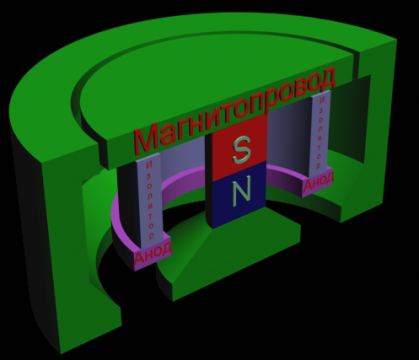 Магнитопровод
S
N
Изолятор
Изолятор
Анод
Анод